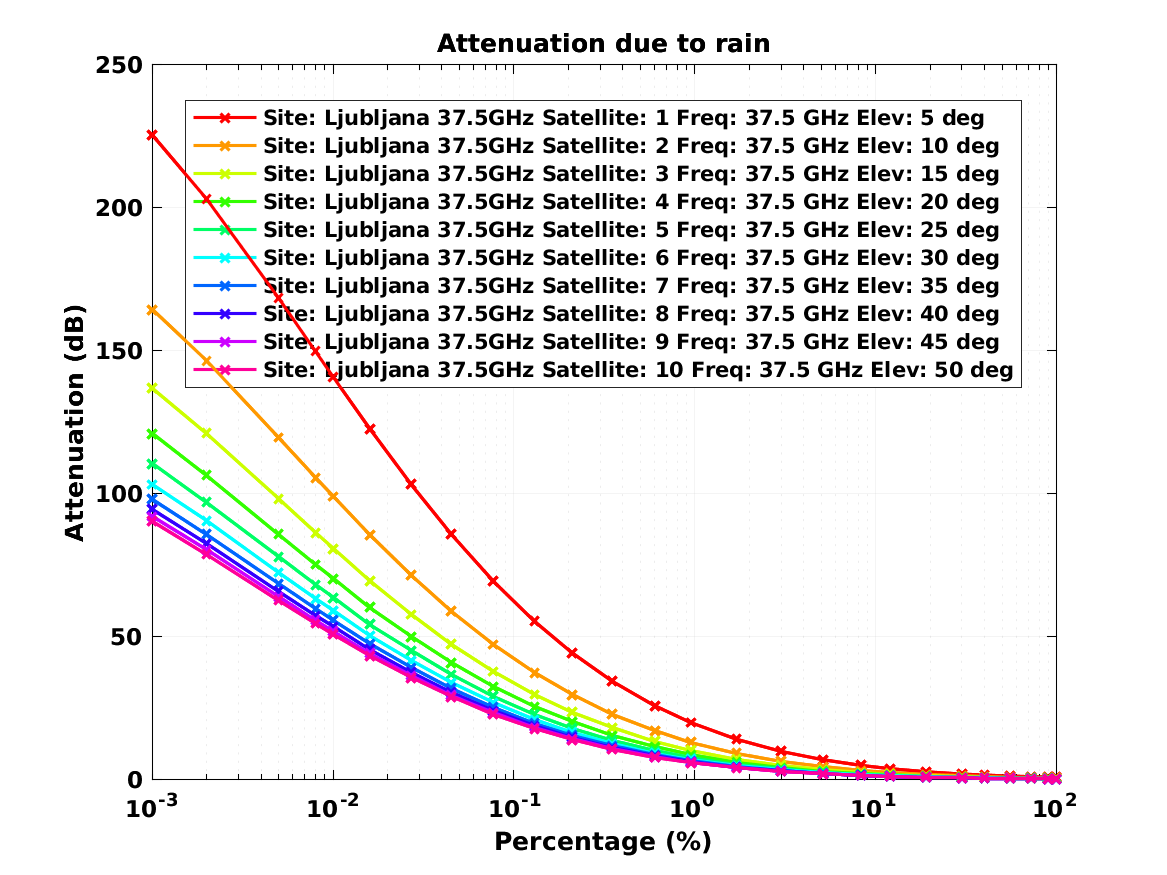 Attenuation due to rain
250
200
150
100
50
0
Attenuation (dB)
Site: Ljubljana 37.5GHz Satellite: 1 Freq: 37.5 GHz Elev: 5 deg
Site: Ljubljana 37.5GHz Satellite: 2 Freq: 37.5 GHz Elev: 10 deg
Site: Ljubljana 37.5GHz Satellite: 3 Freq: 37.5 GHz Elev: 15 deg
Site: Ljubljana 37.5GHz Satellite: 4 Freq: 37.5 GHz Elev: 20 deg
Site: Ljubljana 37.5GHz Satellite: 5 Freq: 37.5 GHz Elev: 25 deg
Site: Ljubljana 37.5GHz Satellite: 6 Freq: 37.5 GHz Elev: 30 deg
Site: Ljubljana 37.5GHz Satellite: 7 Freq: 37.5 GHz Elev: 35 deg
Site: Ljubljana 37.5GHz Satellite: 8 Freq: 37.5 GHz Elev: 40 deg
Site: Ljubljana 37.5GHz Satellite: 9 Freq: 37.5 GHz Elev: 45 deg
Site: Ljubljana 37.5GHz Satellite: 10 Freq: 37.5 GHz Elev: 50 deg
10^-3 10^-2 10^-1 10^0 10^1 10^2
Percentage (%)